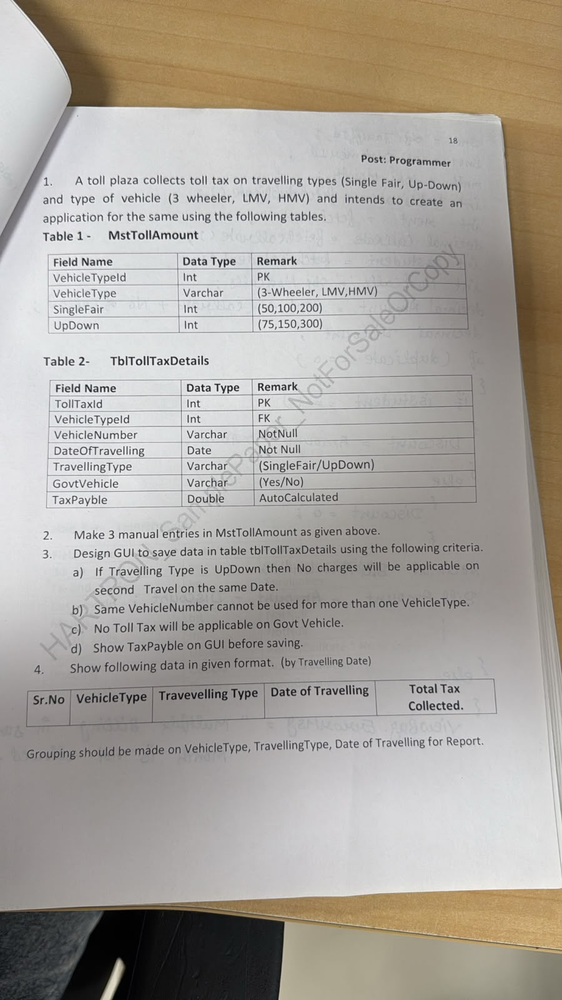 18
Post: Programmer
1. A toll plaza collects toll tax on travelling types (Single Fair, Up-Down)
and type of vehicle (3 wheeler, LMV, HMV) and intends to create an
application for the same using the following tables.
Table 1 - MstTollAmount
Field Name Data Type Remark
VehicleTypeId Int PK
VehicleType Varchar (3-Wheeler, LMV,HMV)
SingleFair Int (50,100,200)
UpDown Int (75,150,300)
Table 2- TblTollTaxDetails
Field Name Data Type Remark
TollTaxId Int PK
VehicleTypeId Int FK
VehicleNumber Varchar NotNull
DateOfTravelling Date Not Null
TravellingType Varchar (SingleFair/UpDown)
GovtVehicle Varchar (Yes/No)
TaxPayble Double AutoCalculated
2. Make 3 manual entries in MstTollAmount as given above.
3. Design GUI to save data in table tblTollTaxDetails using the following criteria.
a) If Travelling Type is UpDown then No charges will be applicable on
second Travel on the same Date.
b) Same VehicleNumber cannot be used for more than one VehicleType.
c) No Toll Tax will be applicable on Govt Vehicle.
d) Show TaxPayble on GUI before saving.
4. Show following data in given format. (by Travelling Date)
Sr.No VehicleType Travevelling Type Date of Travelling Total Tax
Collected.
Grouping should be made on VehicleType, TravellingType, Date of Travelling for Report.
HARTRON_SamplePaper_NotForSaleOrCopy